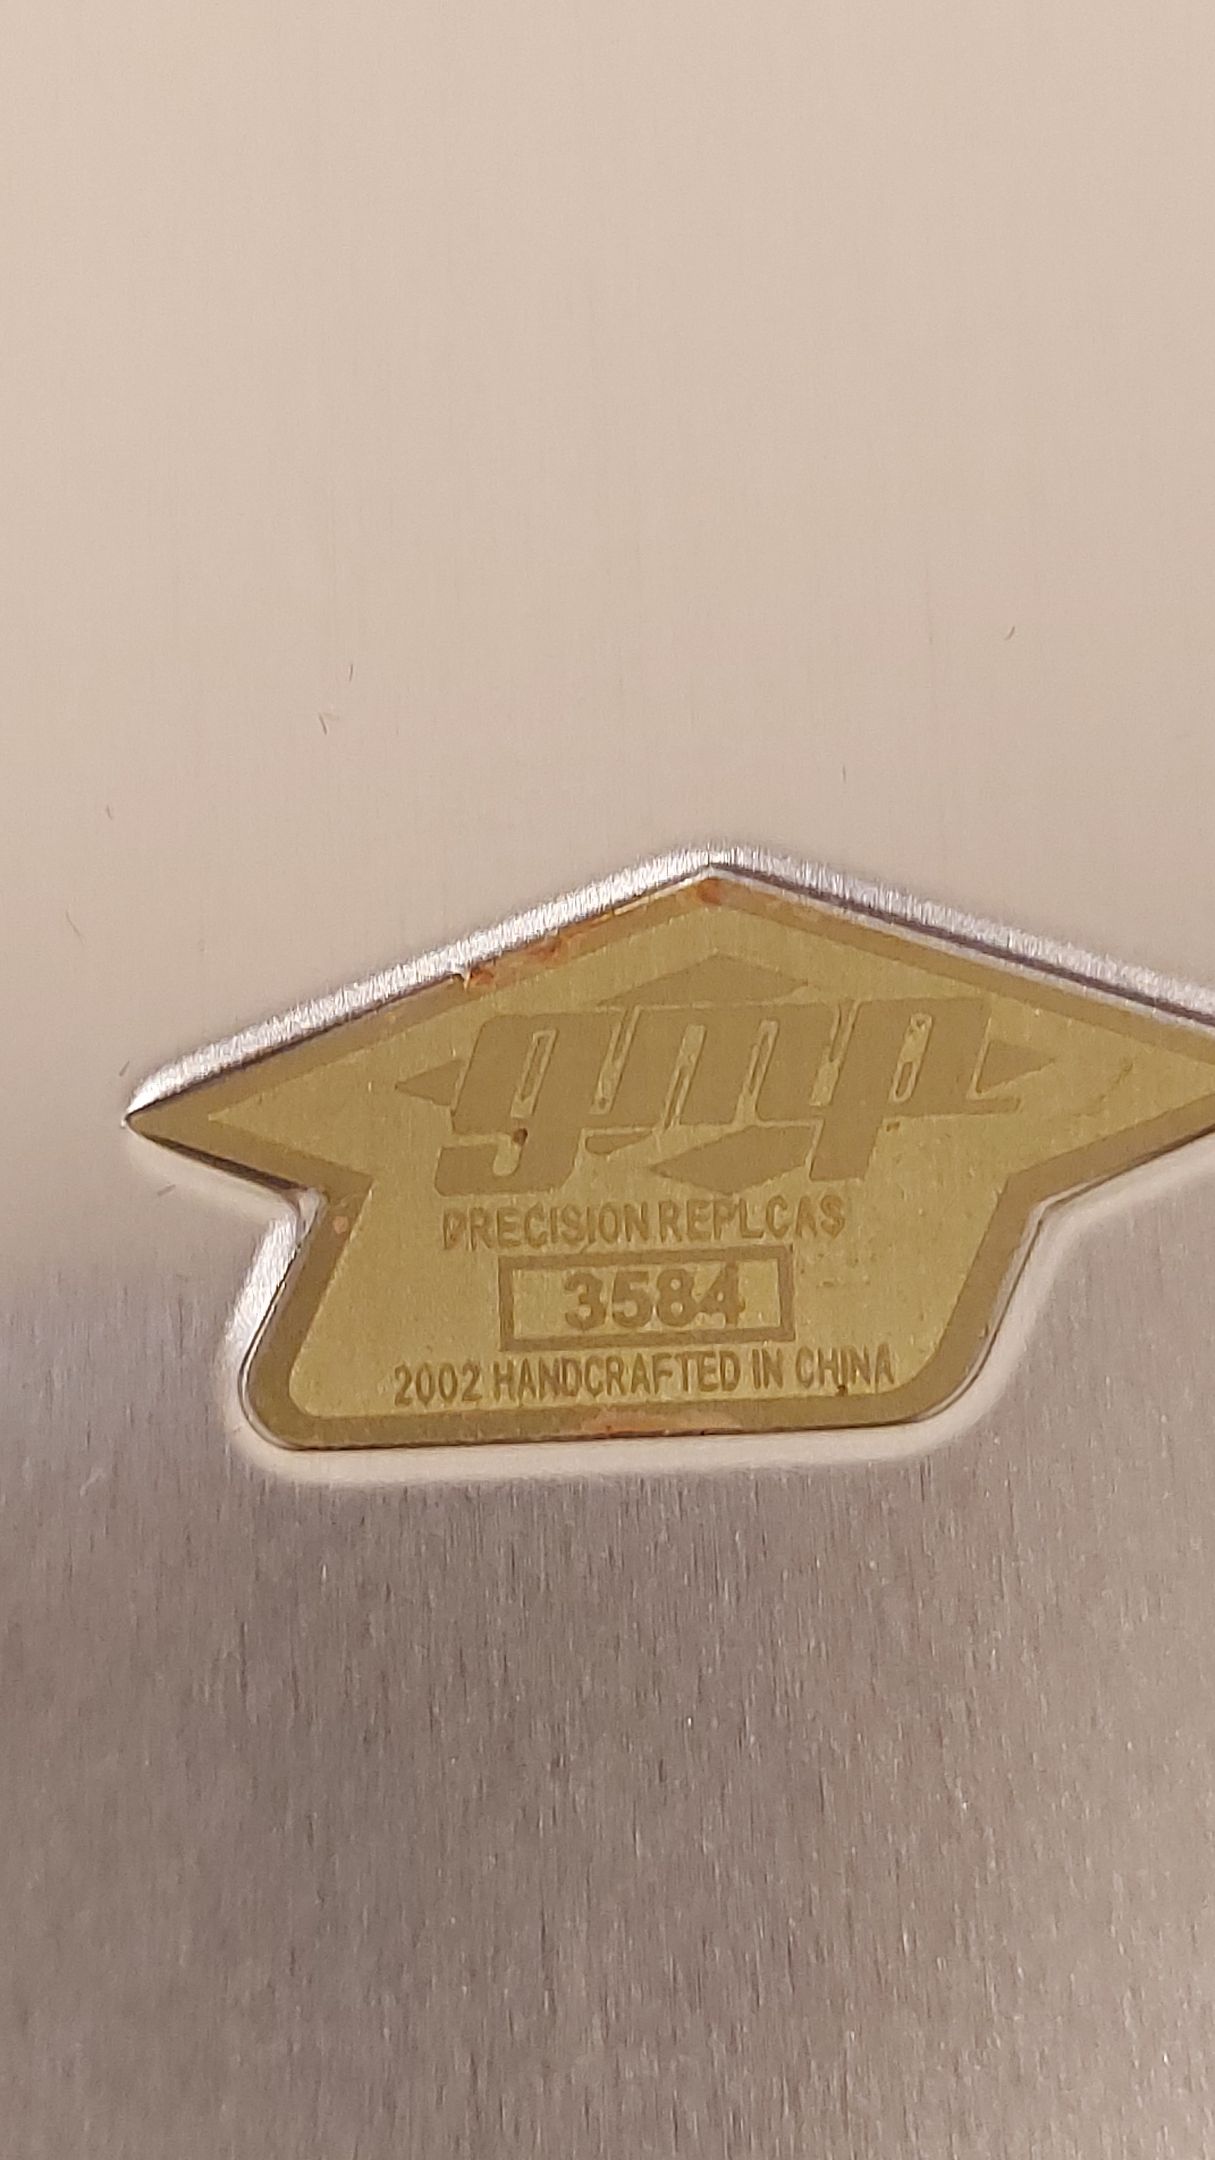 gmp
PRECISION REPLCAS
3584
2002 HANDCRAFTED IN CHINA